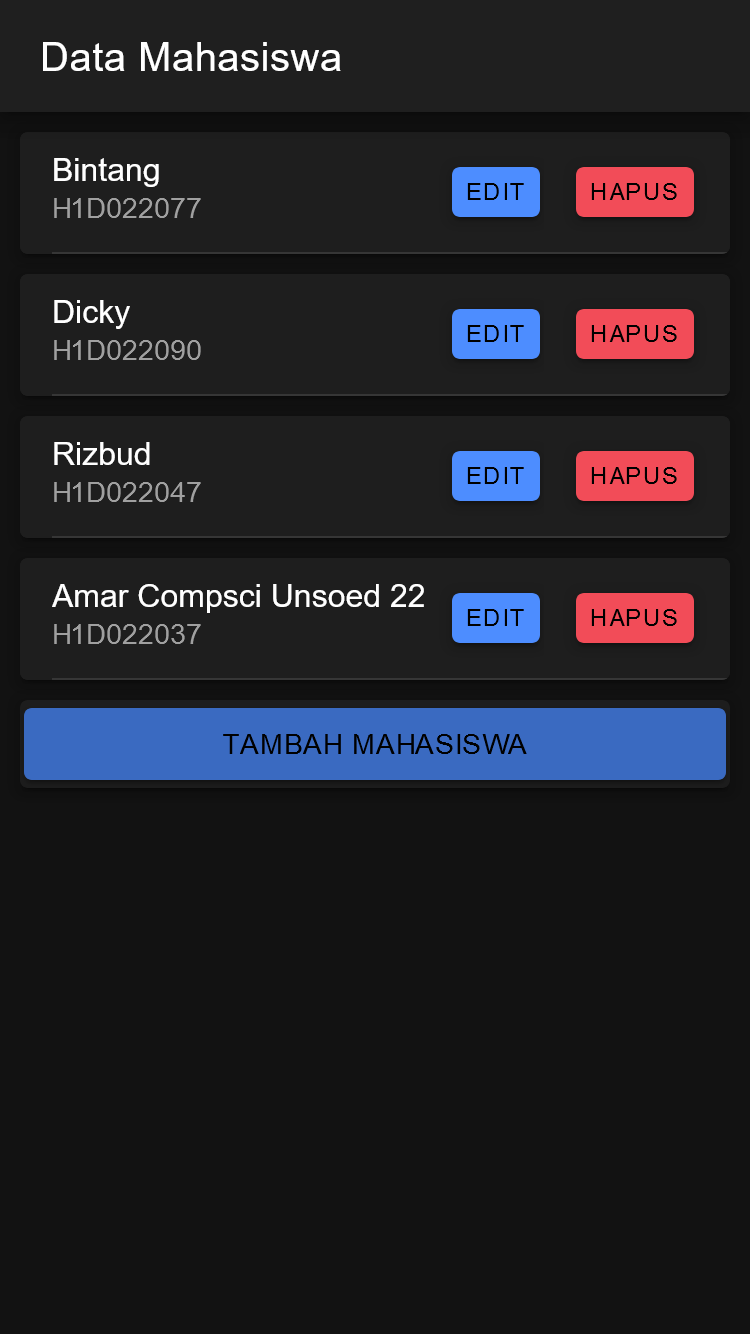 Data Mahasiswa
Bintang
H1D022077
EDIT
HAPUS
Dicky
H1D022090
EDIT
HAPUS
Rizbud
H1D022047
EDIT
HAPUS
Amar Compsci Unsoed 22
H1D022037
EDIT
HAPUS
TAMBAH MAHASISWA